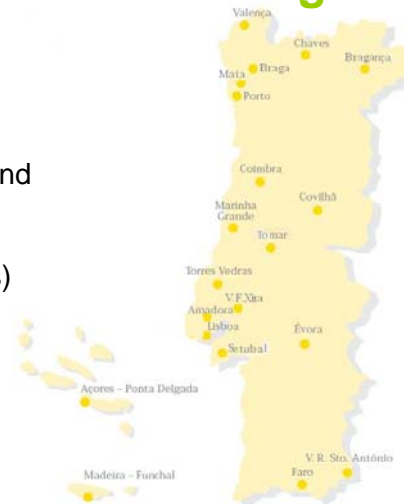 g
Valença
Chaves
Bragança
Braga
Maia
Porto
nd
Coimbra
Covilhã
Marinha
Grande
Tomar
s)
Torres Vedras
V.F.Xira
Amadora
Lisboa
Évora
Setubal
Açores – Ponta Delgada
V. R. Sto. António
Faro
Madeira – Funchal